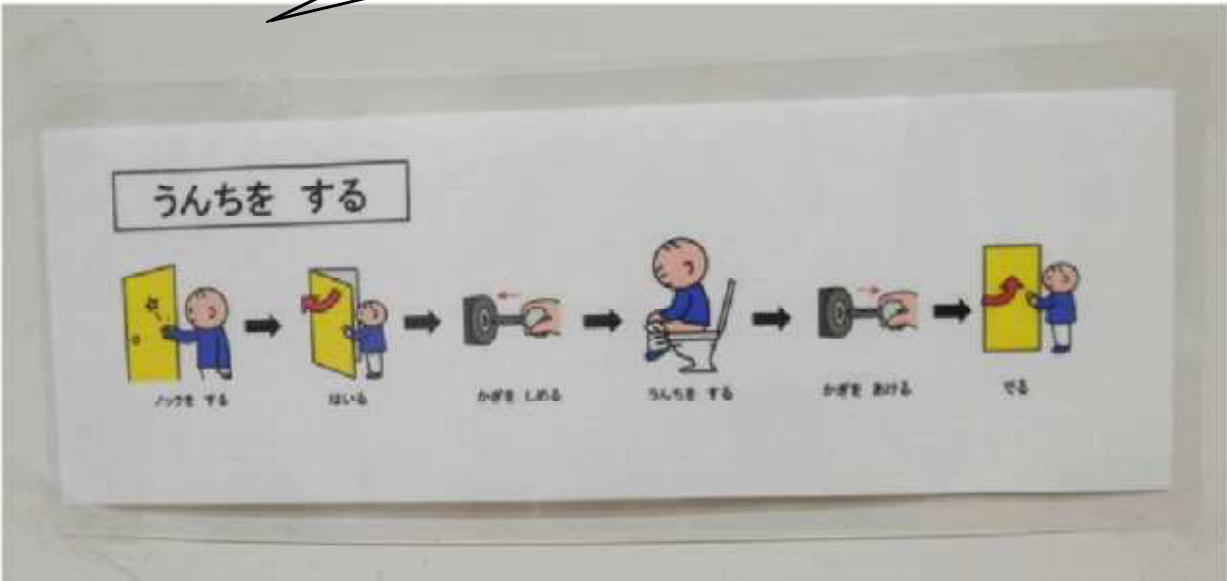 うんちを する
ノックを する
はいる
かぎを しめる
うんちを する
かぎを あける
でる